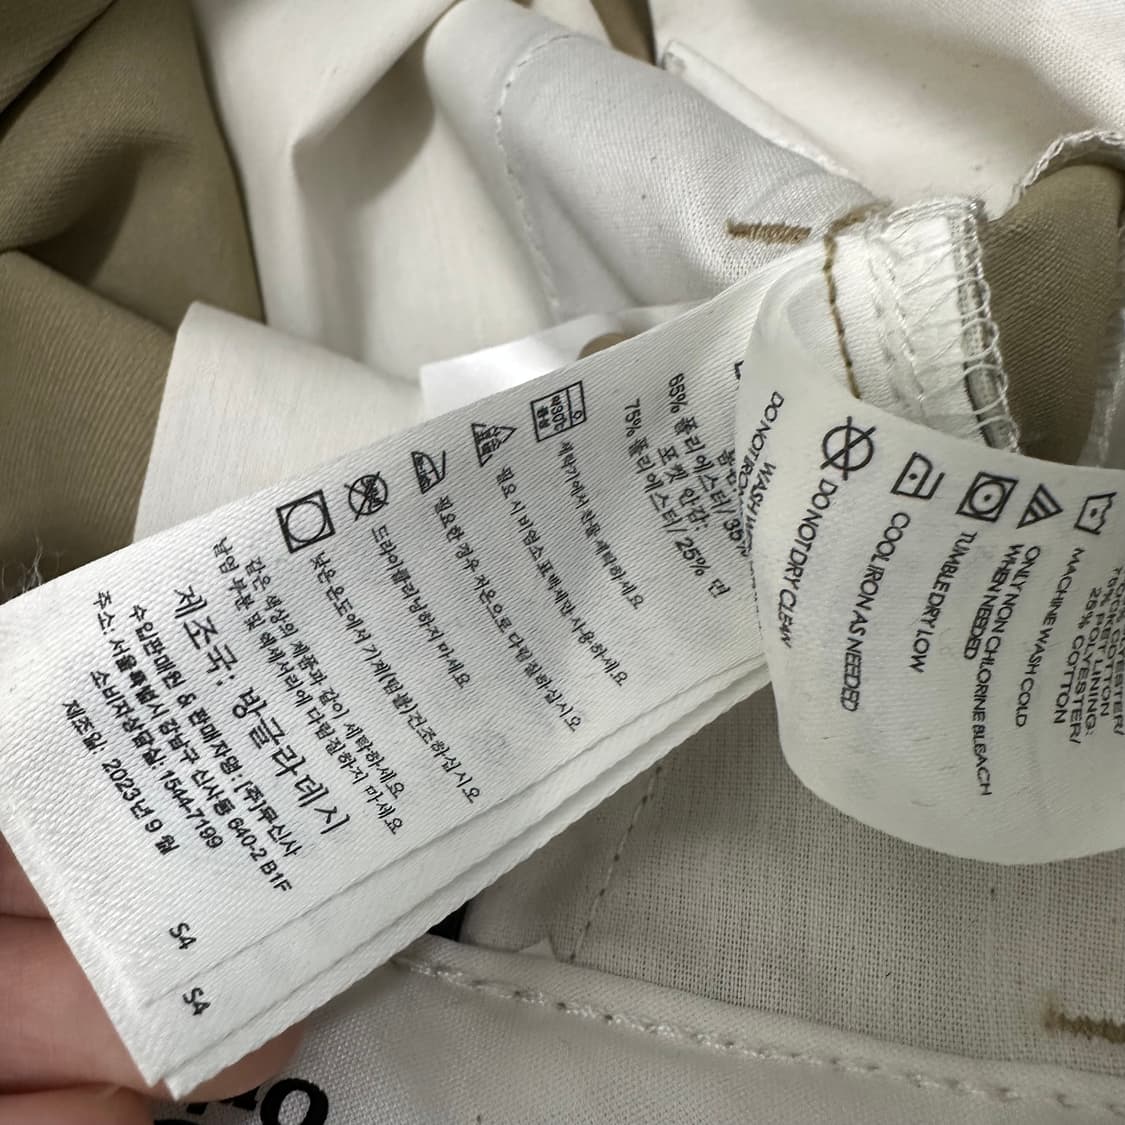 65% 폴리에스터/ 35%
포켓 안감:
75% 폴리에스터/ 25% 면
세탁기에서 찬물 세탁하세요
필요 시 비염소 표백제만 사용하세요
필요한 경우 저온으로 다림질하십시오
드라이클리닝하지 마세요
낮은 온도에서 기계(텀블)건조하십시오
같은 색상의 제품과 같이 세탁하세요.
날염 부분 및 액세서리에 다림질하지 마세요
제조국: 방글라데시
수입판매원 & 판매자명: (주)무신사
주소: 서울특별시 강남구 신사동 640-2 B1F
소비자상담실: 1544-7199
제조일: 2023년 9월
S4
S4
POLYESTER/
COTTON
POCKET LINING:
75% POLYESTER/
25% COTTON
MACHINE WASH COLD
ONLY NON CHLORINE BLEACH
WHEN NEEDED
TUMBLE DRY LOW
COOL IRON AS NEEDED
DO NOT DRY CLEAN
WASH
DO NOT IRON